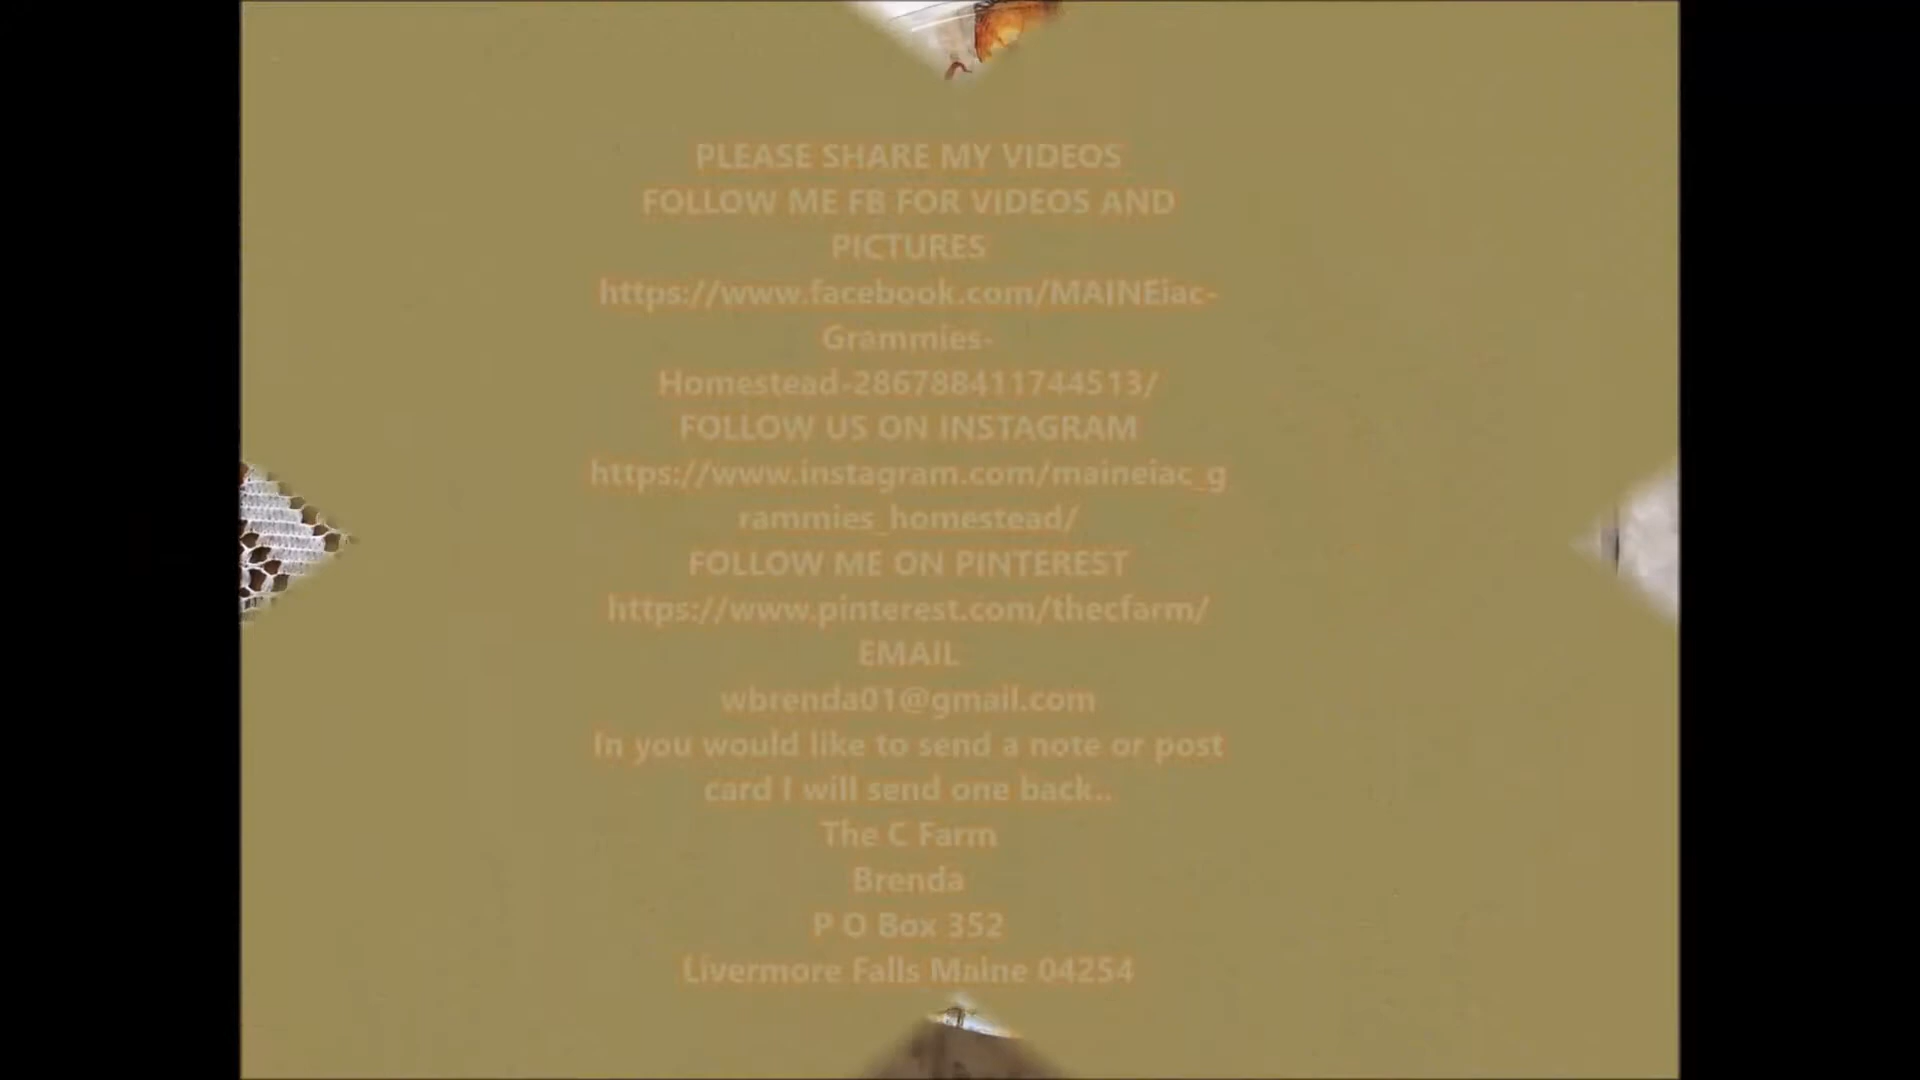 PLEASE SHARE MY VIDEOS
FOLLOW ME FB FOR VIDEOS AND
PICTURES
https://www.facebook.com/MAINEiac-
Grammies-
Homestead-286788411744513/
FOLLOW US ON INSTAGRAM
https://www.instagram.com/maineiac_g
rammies_homestead/
FOLLOW ME ON PINTEREST
https://www.pinterest.com/thecfarm/
EMAIL
wbrenda01@gmail.com
In you would like to send a note or post
card I will send one back..
The C Farm
Brenda
P O Box 352
Livermore Falls Maine 04254